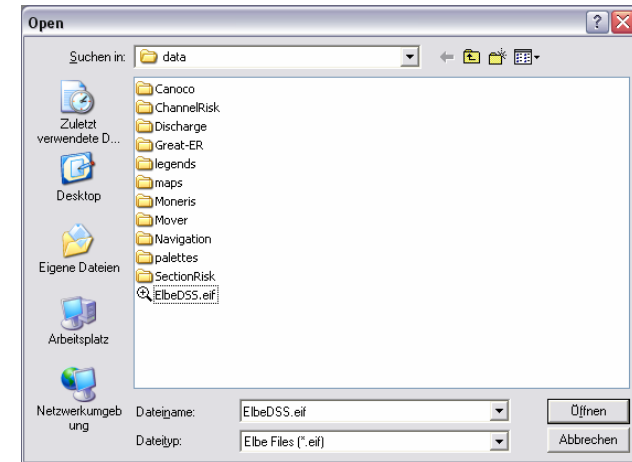 Open
Suchen in: data
Zuletzt
verwendete D...
Desktop
Eigene Dateien
Arbeitsplatz
Netzwerkumgeb
ung
Canoco
ChannelRisk
Discharge
Great-ER
legends
maps
Moneris
Mover
Navigation
palettes
SectionRisk
ElbeDSS.eif
Dateiname: ElbeDSS.eif Öffnen
Dateityp: Elbe Files (*.eif) Abbrechen